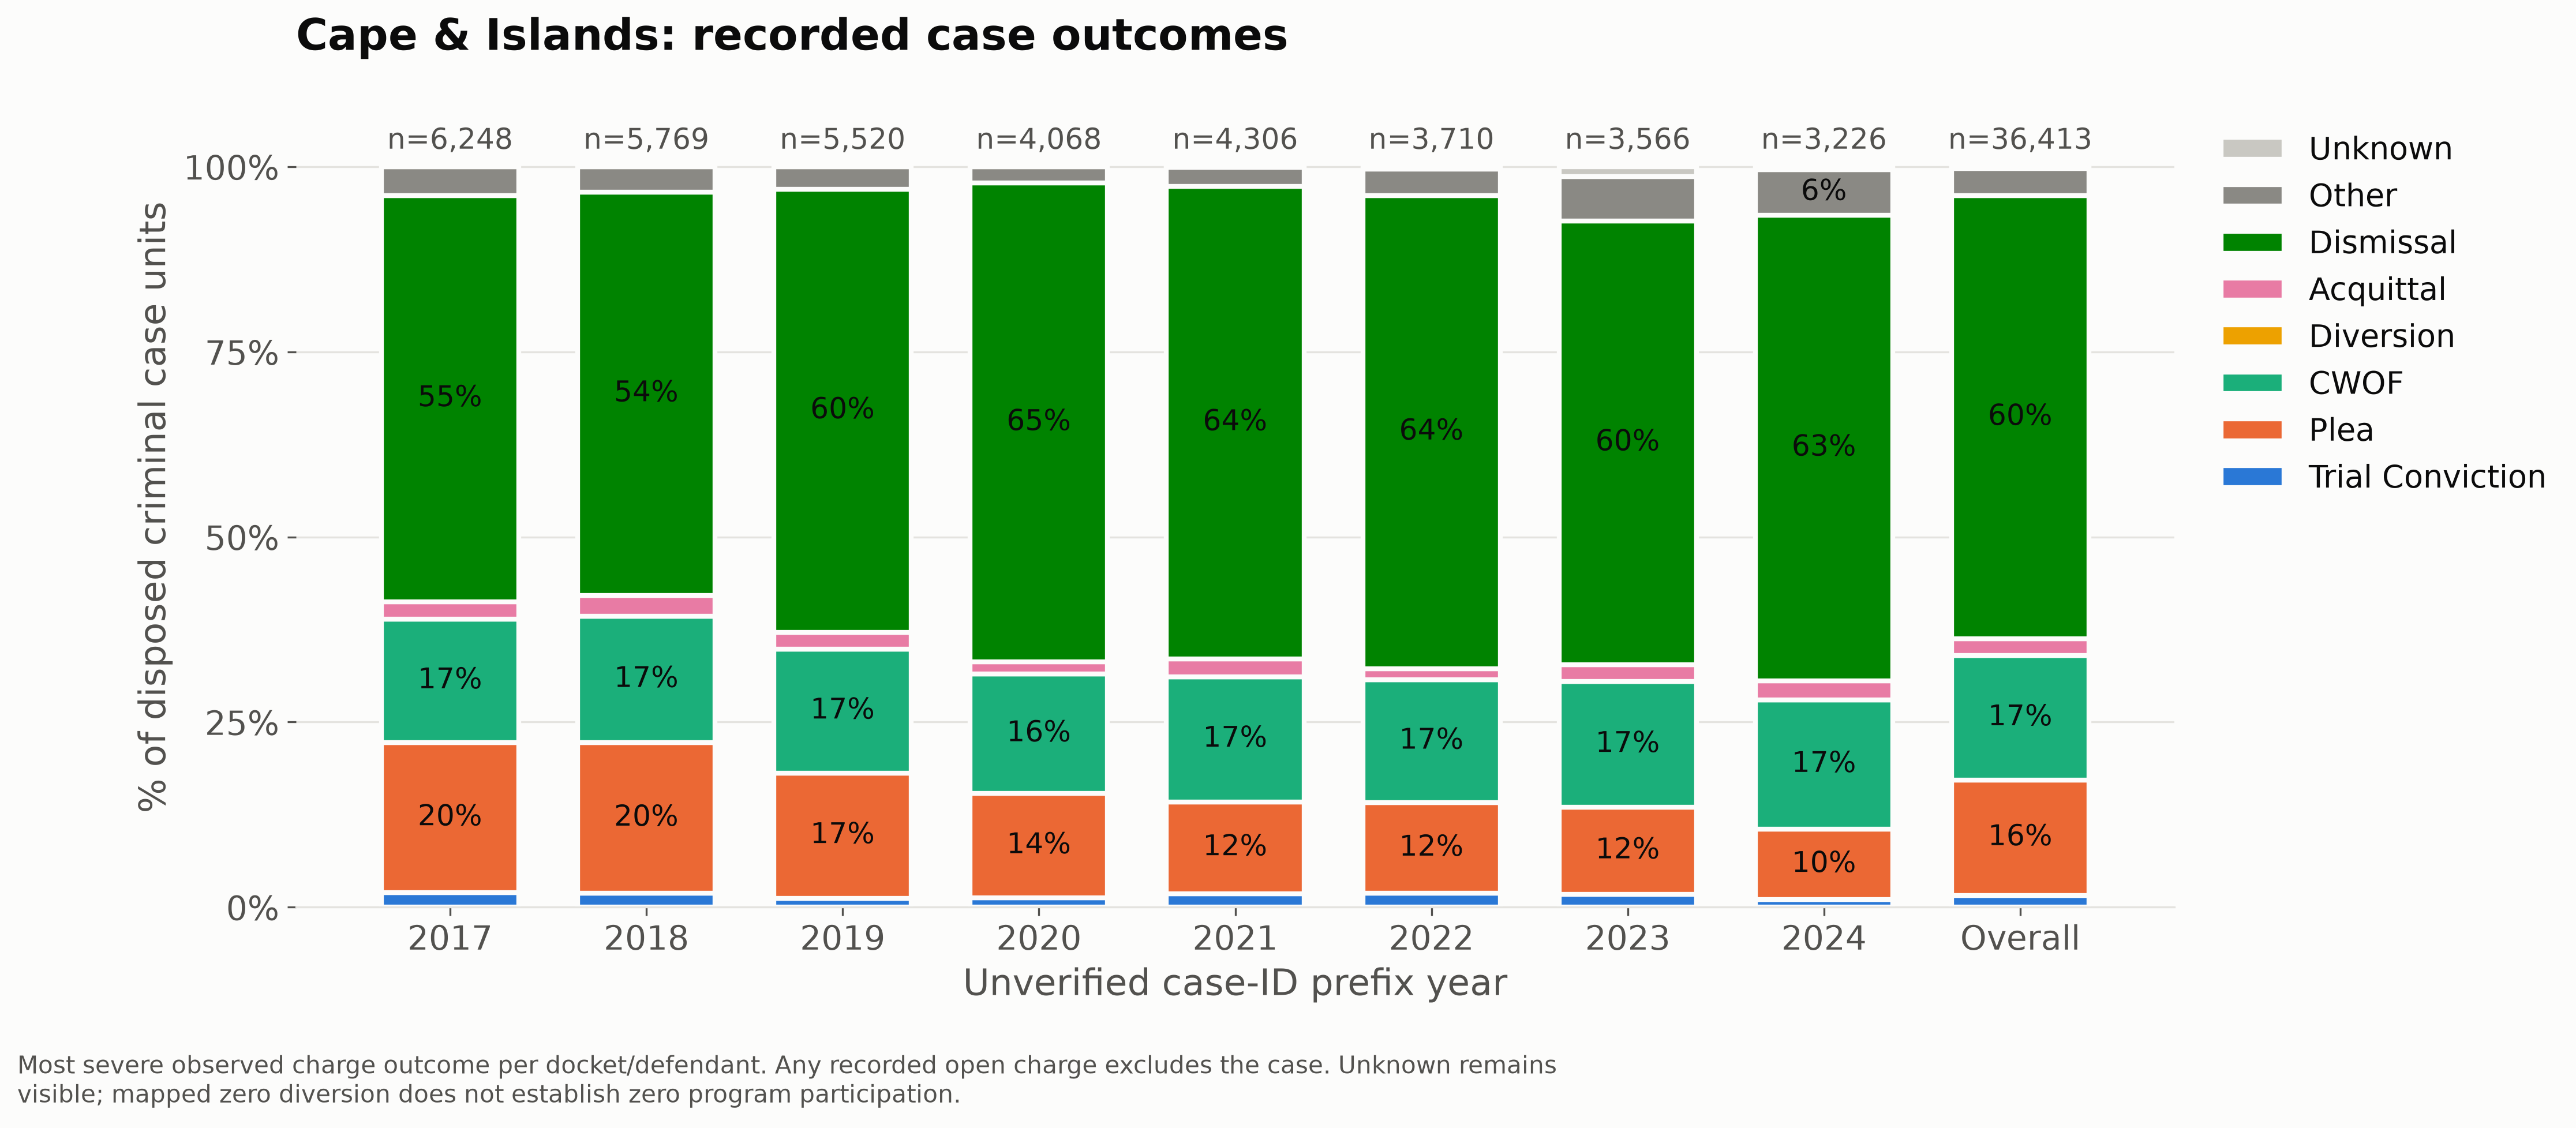 Cape & Islands: recorded case outcomes
n=6,248 n=5,769 n=5,520 n=4,068 n=4,306 n=3,710 n=3,566 n=3,226 n=36,413
% of disposed criminal case units
100%
75%
50%
25%
0%
6%
55% 54% 60% 65% 64% 64% 60% 63% 60%
17% 17% 17% 16% 17% 17% 17% 17% 17%
20% 20% 17% 14% 12% 12% 12% 10% 16%
2017 2018 2019 2020 2021 2022 2023 2024 Overall
Unverified case-ID prefix year
Unknown
Other
Dismissal
Acquittal
Diversion
CWOF
Plea
Trial Conviction
Most severe observed charge outcome per docket/defendant. Any recorded open charge excludes the case. Unknown remains
visible; mapped zero diversion does not establish zero program participation.